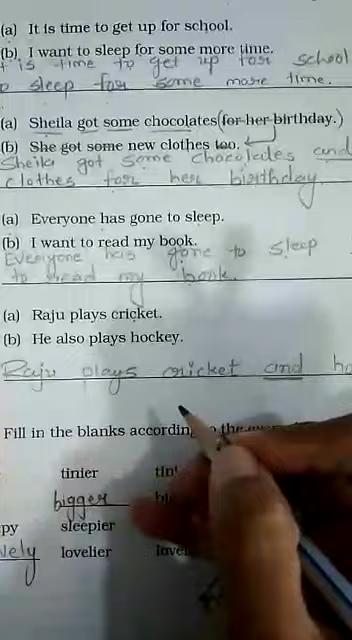 (a) It is time to get up for school.
(b) I want to sleep for some more time.
is time to get up for school
sleep for some more time.
(a) Sheila got some chocolates (for her birthday.)
(b) She got some new clothes too.
Sheila got some chocolates and
clothes for her birthday
(a) Everyone has gone to sleep.
(b) I want to read my book.
Everyone has gone to sleep
to read my book.
(a) Raju plays cricket.
(b) He also plays hockey.
Raju plays cricket and
Fill in the blanks according
tinier
bigger
sleepier
lovelier